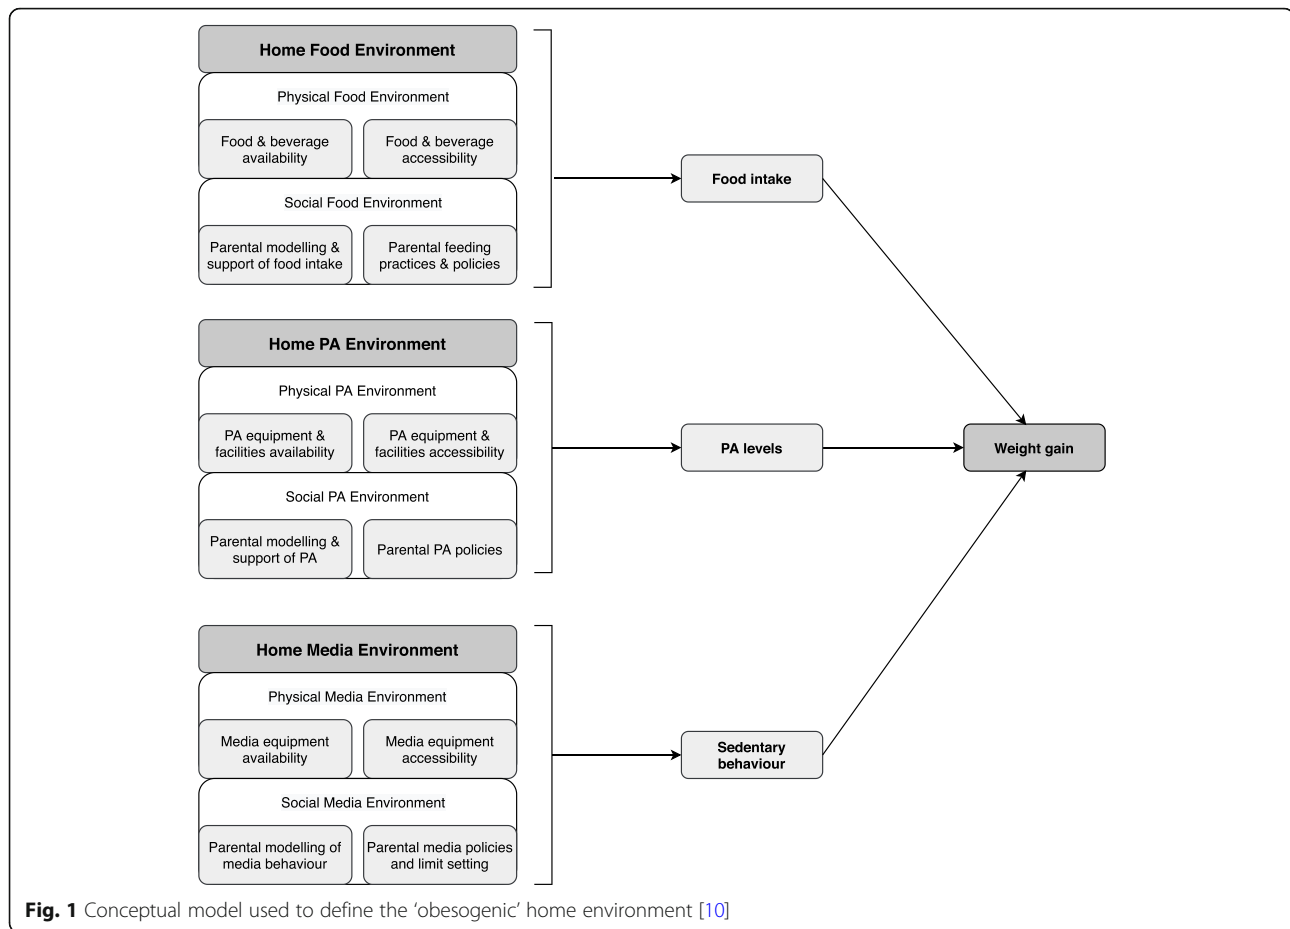 Home Food Environment
Physical Food Environment
Food & beverage
availability
Food & beverage
accessibility
Social Food Environment
Parental modelling &
support of food intake
Parental feeding
practices & policies
Food intake
Home PA Environment
Physical PA Environment
PA equipment &
facilities availability
PA equipment &
facilities accessibility
Social PA Environment
Parental modelling &
support of PA
Parental PA policies
PA levels
Weight gain
Home Media Environment
Physical Media Environment
Media equipment
availability
Media equipment
accessibility
Social Media Environment
Parental modelling of
media behaviour
Parental media policies
and limit setting
Sedentary
behaviour
Fig. 1 Conceptual model used to define the ‘obesogenic’ home environment [10]